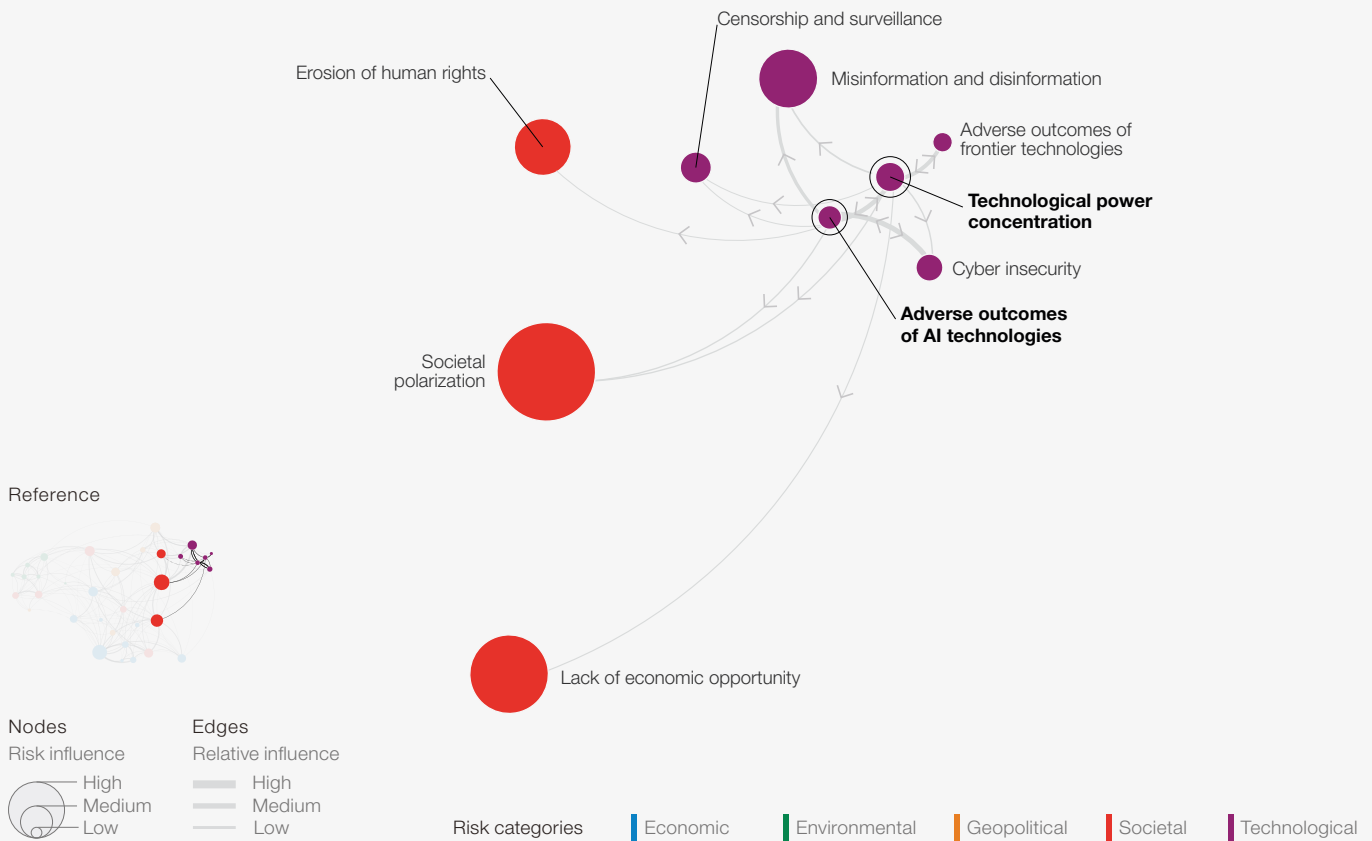 Censorship and surveillance
Erosion of human rights
Misinformation and disinformation
Adverse outcomes of
frontier technologies
Technological power
concentration
Cyber insecurity
Adverse outcomes
of AI technologies
Societal
polarization
Reference
Lack of economic opportunity
Nodes
Risk influence
High
Medium
Low
Edges
Relative influence
High
Medium
Low
Risk categories
Economic
Environmental
Geopolitical
Societal
Technological